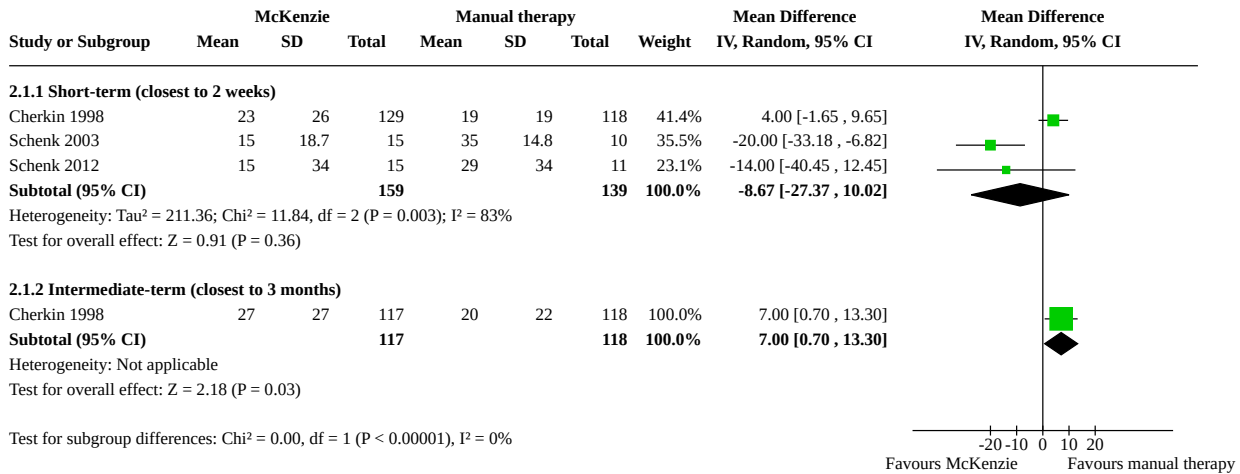 McKenzie Manual therapy Mean Difference Mean Difference
Study or Subgroup Mean SD Total Mean SD Total Weight IV, Random, 95% CI IV, Random, 95% CI
2.1.1 Short-term (closest to 2 weeks)
Cherkin 1998 23 26 129 19 19 118 41.4% 4.00 [-1.65 , 9.65]
Schenk 2003 15 18.7 15 35 14.8 10 35.5% -20.00 [-33.18 , -6.82]
Schenk 2012 15 34 15 29 34 11 23.1% -14.00 [-40.45 , 12.45]
Subtotal (95% CI) 159 139 100.0% -8.67 [-27.37 , 10.02]
Heterogeneity: Tau² = 211.36; Chi² = 11.84, df = 2 (P = 0.003); I² = 83%
Test for overall effect: Z = 0.91 (P = 0.36)
2.1.2 Intermediate-term (closest to 3 months)
Cherkin 1998 27 27 117 20 22 118 100.0% 7.00 [0.70 , 13.30]
Subtotal (95% CI) 117 118 100.0% 7.00 [0.70 , 13.30]
Heterogeneity: Not applicable
Test for overall effect: Z = 2.18 (P = 0.03)
Test for subgroup differences: Chi² = 0.00, df = 1 (P < 0.00001), I² = 0%
-20 -10 0 10 20
Favours McKenzie Favours manual therapy